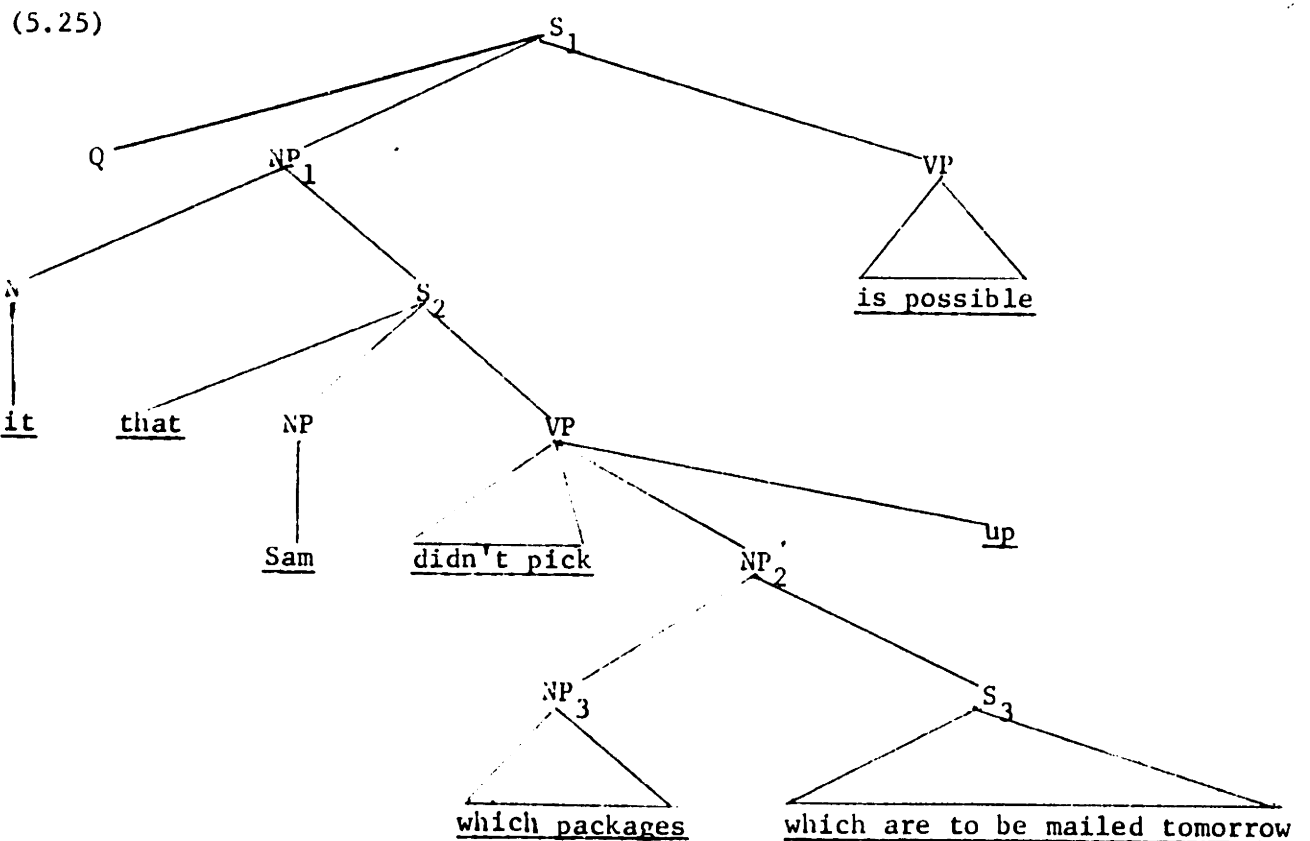 (5.25)
S1
Q
NP1
VP
N
S2
is possible
it
that
NP
VP
Sam
didn't pick
up
NP2
NP3
S3
which packages
which are to be mailed tomorrow